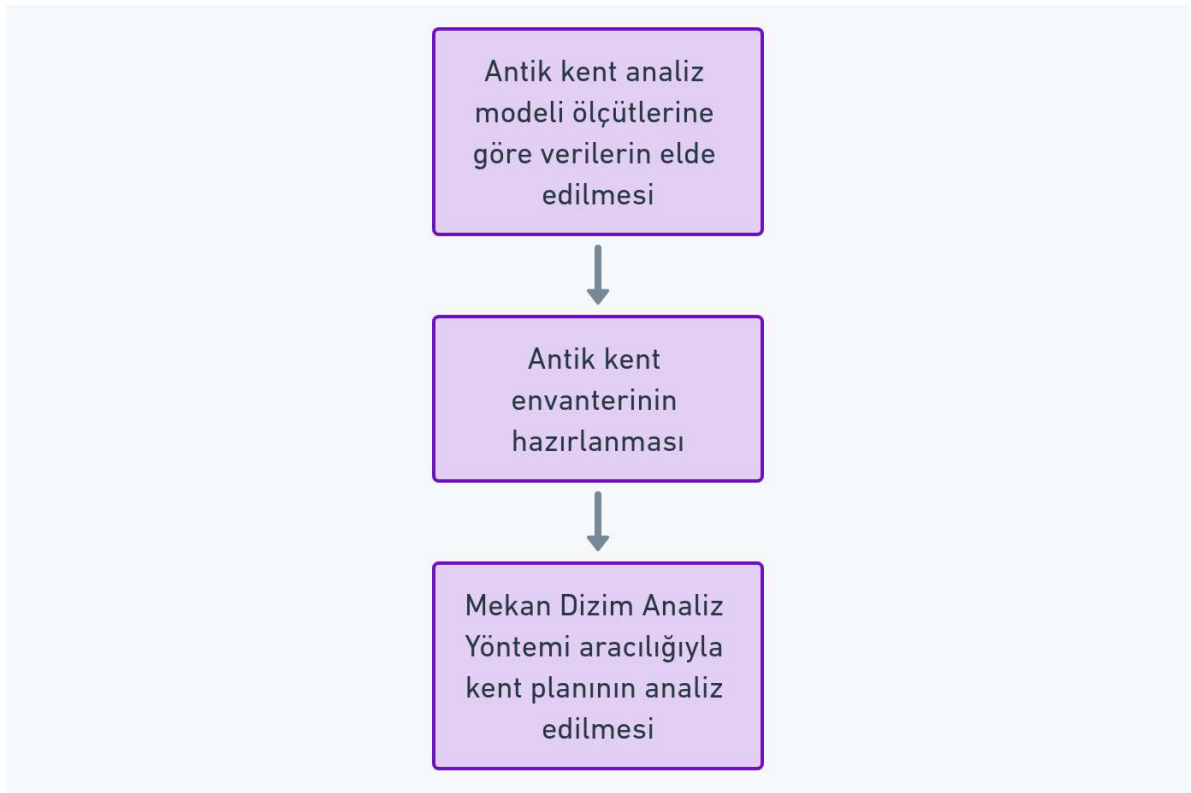 Antik kent analiz
modeli ölçütlerine
göre verilerin elde
edilmesi
Antik kent
envanterinin
hazırlanması
Mekan Dizim Analiz
Yöntemi aracılığıyla
kent planının analiz
edilmesi